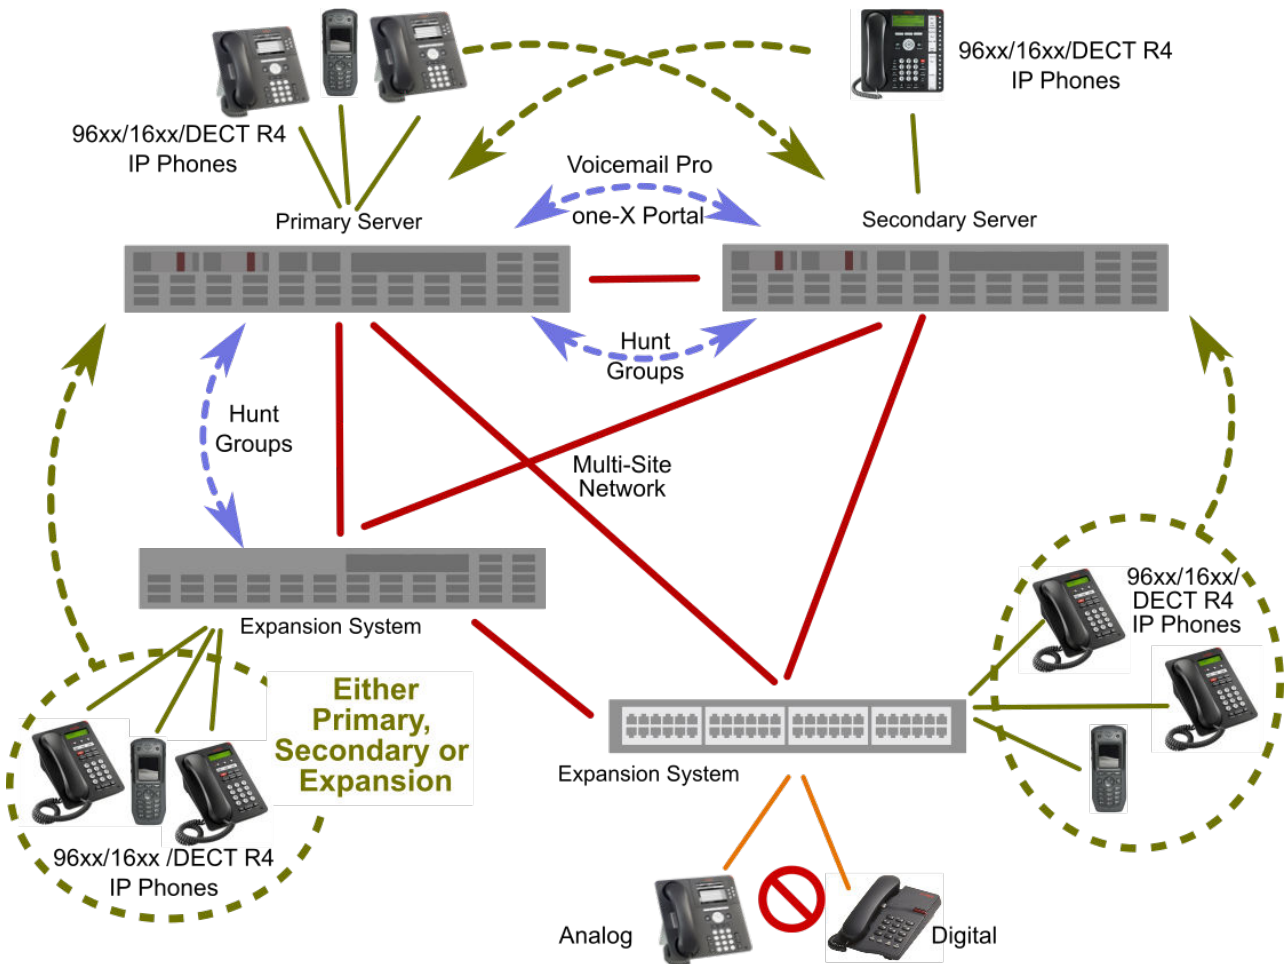 96xx/16xx/DECT R4
IP Phones
96xx/16xx/DECT R4
IP Phones
Voicemail Pro
one-X Portal
Primary Server
Secondary Server
Hunt
Groups
Hunt
Groups
Multi-Site
Network
Expansion System
96xx/16xx/
DECT R4
IP Phones
Either
Primary,
Secondary or
Expansion
Expansion System
96xx/16xx /DECT R4
IP Phones
Analog
Digital